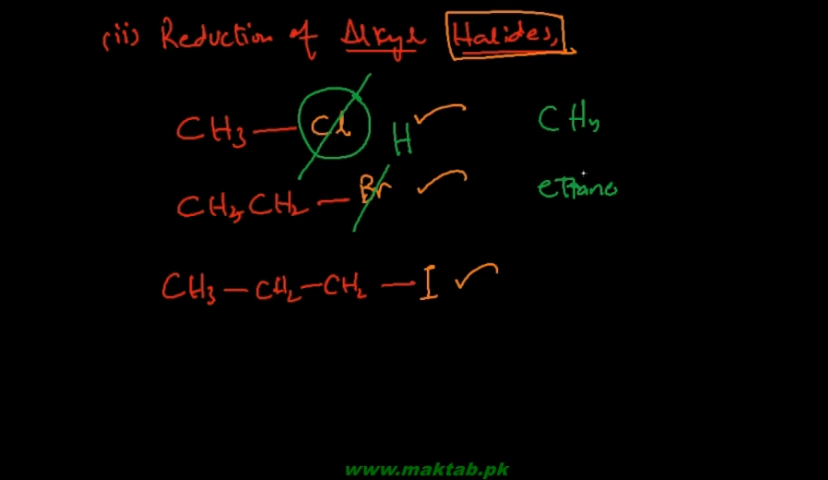 (ii) Reduction of Alkyl Halides,
CH3 — Cl H CH4
CH3CH2 — Br ethane
CH3 — CH2 — CH2 — I
www.maktab.pk